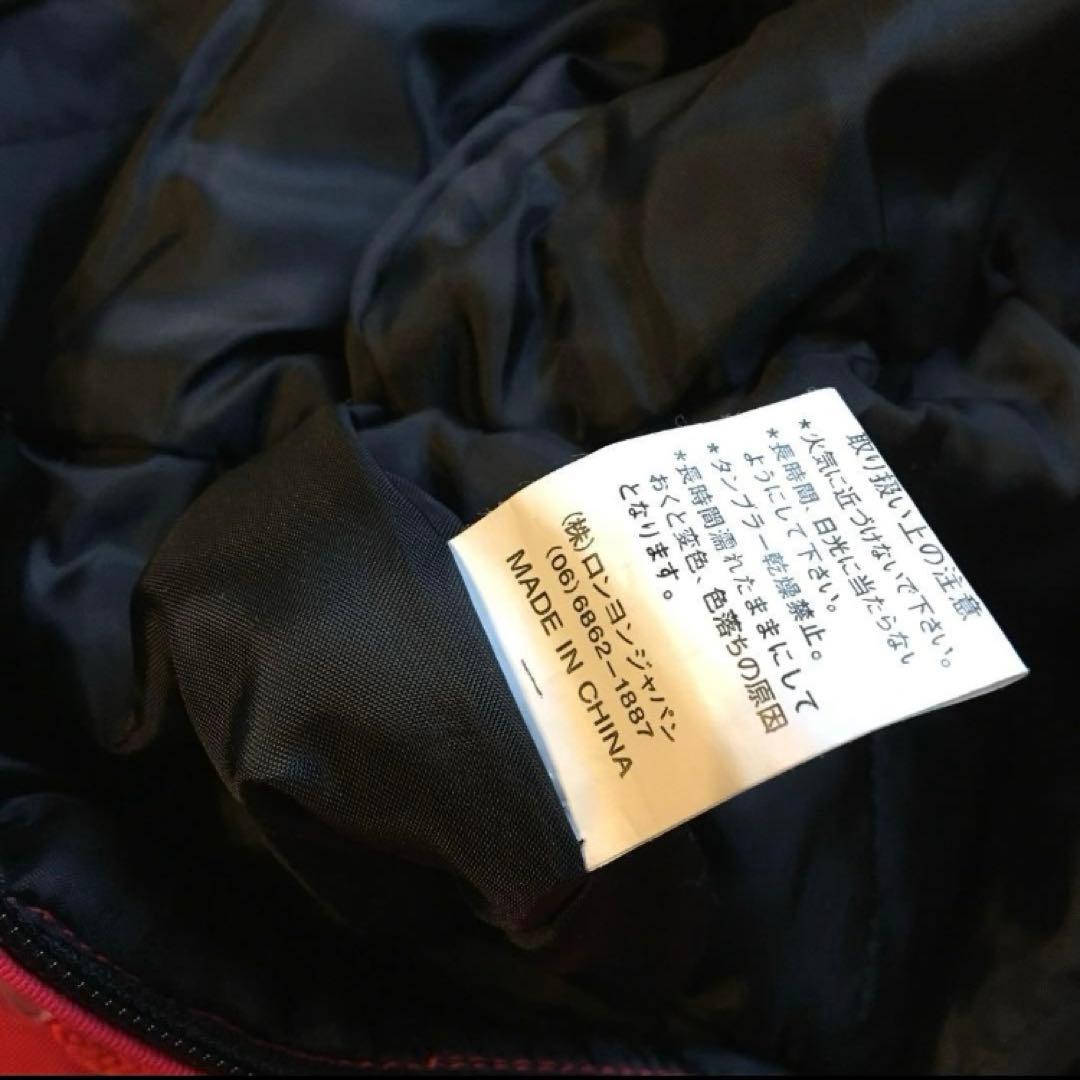 取り扱い上の注意
*火気に近づけないで下さい。
*長時間、日光に当たらない
ようにして下さい。
*タンブラー乾燥禁止。
*長時間濡れたままにして
おくと変色、色落ちの原因
となります。
(株)ロンヨンジャパン
(06)6862-1887
MADE IN CHINA